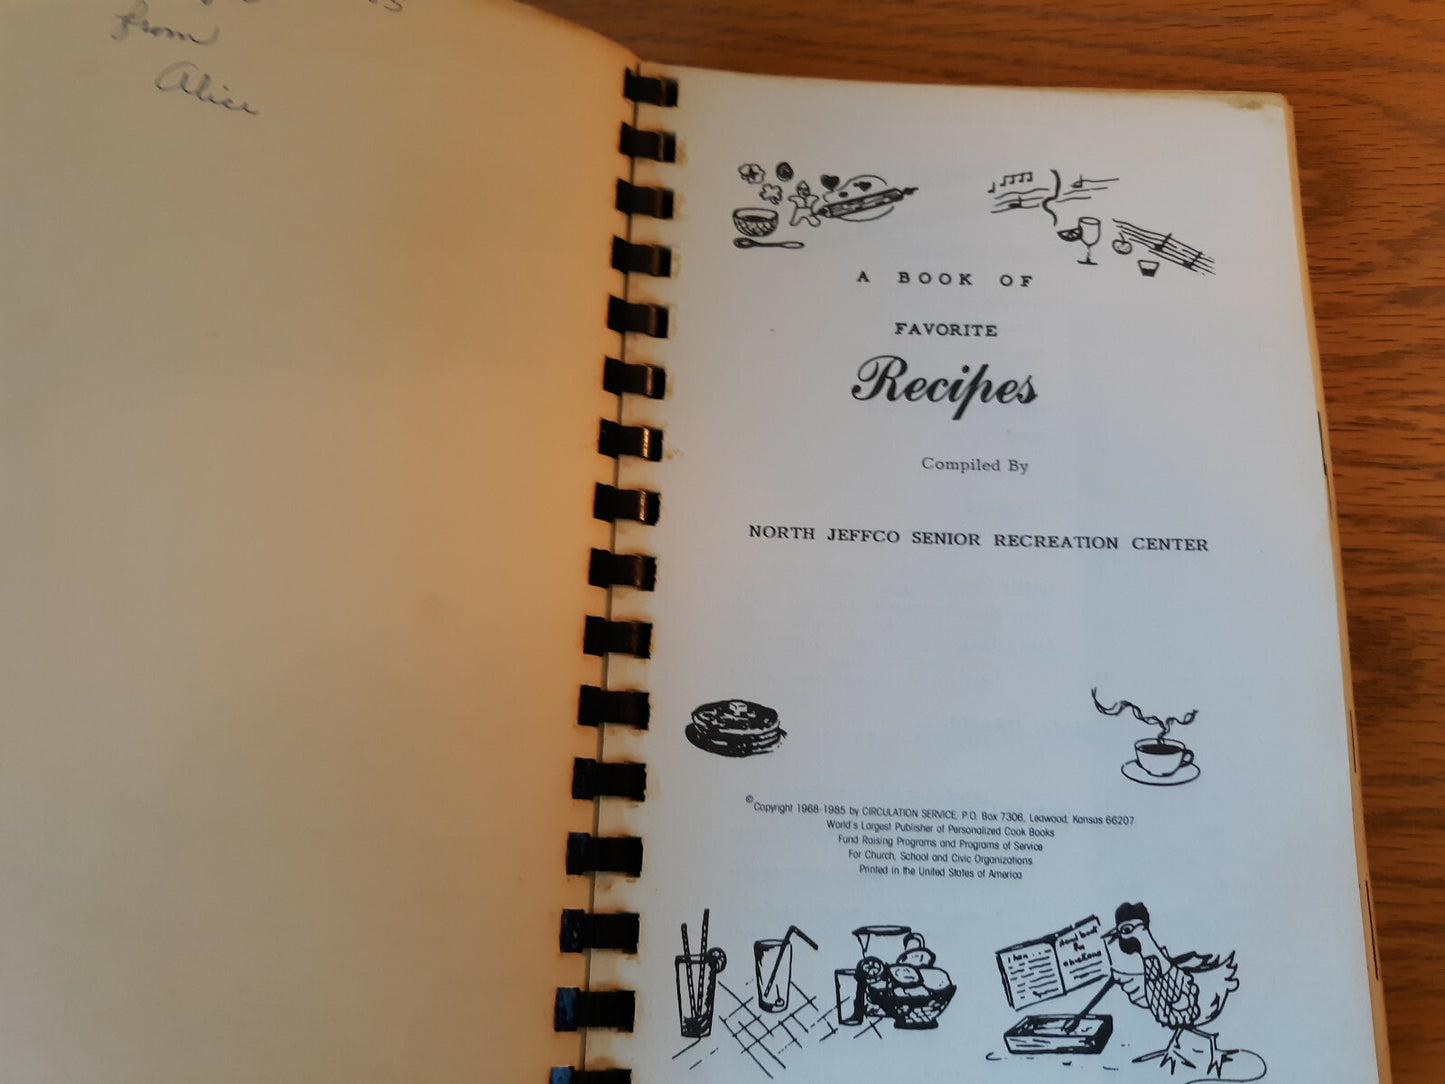 from
Alice
A BOOK OF
FAVORITE
Recipes
Compiled By
NORTH JEFFCO SENIOR RECREATION CENTER
© Copyright 1968-1985 by CIRCULATION SERVICE, P.O. Box 7306, Leawood, Kansas 66207
World's Largest Publisher of Personalized Cook Books
Fund Raising Programs and Programs of Service
For Church, School and Civic Organizations
Printed in the United States of America